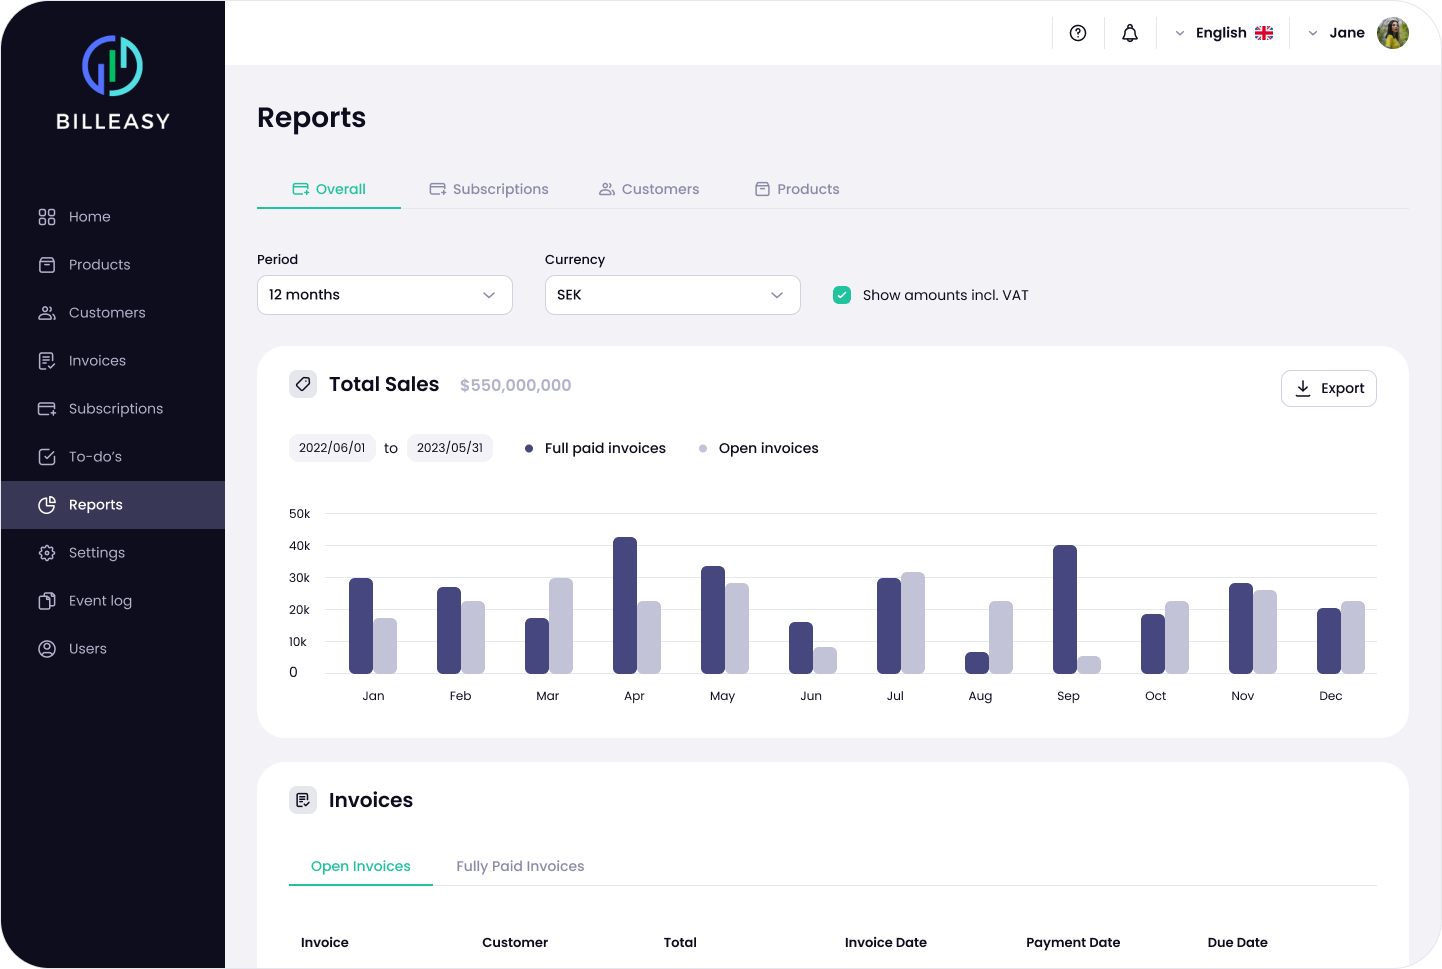 BILLEASY
Home
Products
Customers
Invoices
Subscriptions
To-do’s
Reports
Settings
Event log
Users
English
Jane
Reports
Overall Subscriptions Customers Products
Period
12 months
Currency
SEK
Show amounts incl. VAT
Total Sales $550,000,000
Export
2022/06/01 to 2023/05/31 Full paid invoices Open invoices
50k
40k
30k
20k
10k
0
Jan Feb Mar Apr May Jun Jul Aug Sep Oct Nov Dec
Invoices
Open Invoices Fully Paid Invoices
Invoice Customer Total Invoice Date Payment Date Due Date